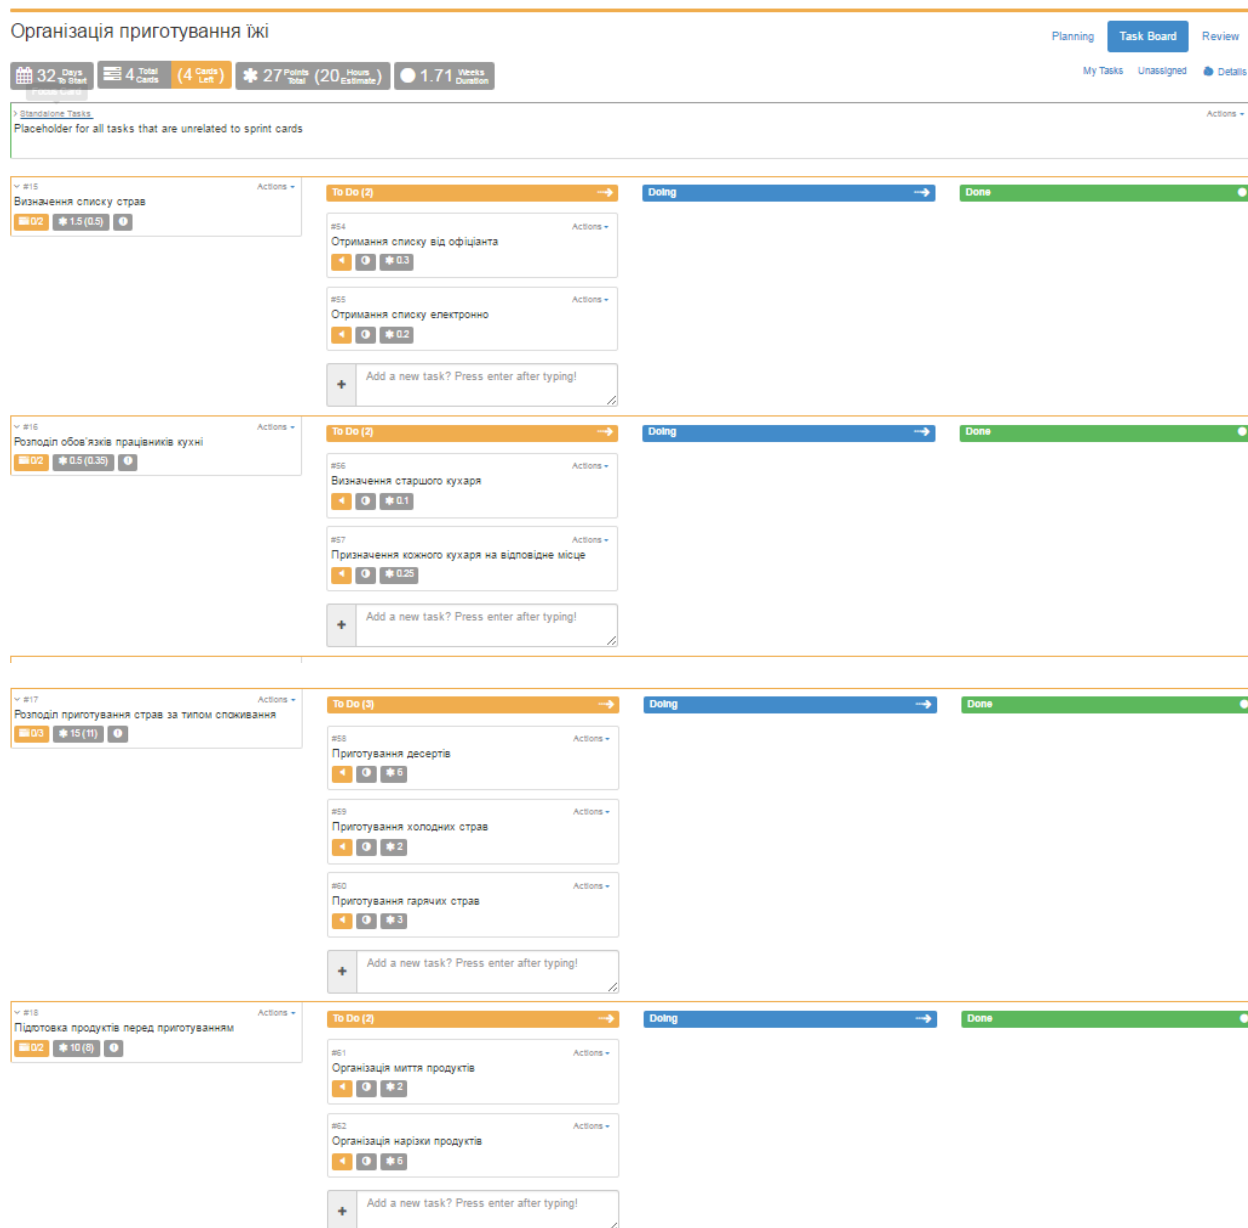 Організація приготування їжі
Planning Task Board Review
32 Days To Start 4 Total Cards (4 Cards Left) 27 Points Total (20 Hours Estimate) 1.71 Weeks Duration
My Tasks Unassigned Details
Focus Card
Standalone Tasks Actions
Placeholder for all tasks that are unrelated to sprint cards
#15 Actions
Визначення списку страв
0/2 1.5 (0.5)
To Do (2) Doing Done
#54 Actions
Отримання списку від офіціанта
0.3
#55 Actions
Отримання списку електронно
0.2
Add a new task? Press enter after typing!
#16 Actions
Розподіл обов'язків працівників кухні
0/2 0.5 (0.35)
To Do (2) Doing Done
#56 Actions
Визначення старшого кухаря
0.1
#57 Actions
Призначення кожного кухаря на відповідне місце
0.25
Add a new task? Press enter after typing!
#17 Actions
Розподіл приготування страв за типом споживання
0/3 15 (11)
To Do (3) Doing Done
#58 Actions
Приготування десертів
6
#59 Actions
Приготування холодних страв
2
#60 Actions
Приготування гарячих страв
3
Add a new task? Press enter after typing!
#18 Actions
Підготовка продуктів перед приготуванням
0/2 10 (8)
To Do (2) Doing Done
#61 Actions
Організація миття продуктів
2
#62 Actions
Організація нарізки продуктів
6
Add a new task? Press enter after typing!